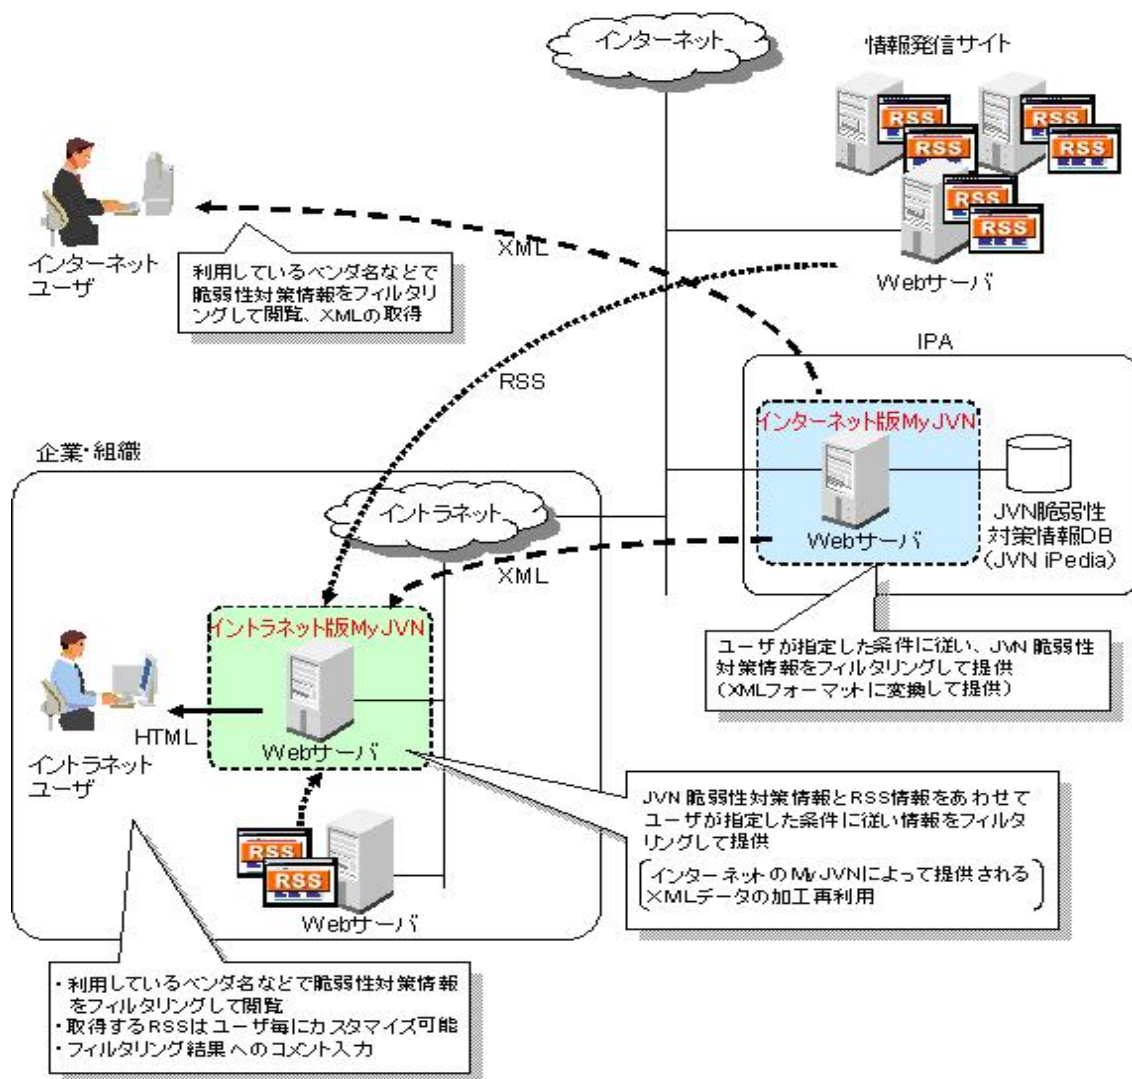 インターネット
情報発信サイト
RSS
RSS
RSS
RSS
RSS
RSS
Webサーバ
インターネット
ユーザ
XML
利用しているベンダ名などで
脆弱性対策情報をフィルタリ
ングして閲覧、XMLの取得
RSS
IPA
インターネット版MyJVN
Webサーバ
JVN脆弱性
対策情報DB
(JVN iPedia)
企業・組織
イントラネット
XML
イントラネット版MyJVN
Webサーバ
HTML
イントラネット
ユーザ
ユーザが指定した条件に従い、JVN 脆弱性
対策情報をフィルタリングして提供
(XMLフォーマットに変換して提供)
RSS
RSS
Webサーバ
JVN 脆弱性対策情報とRSS情報をあわせて
ユーザが指定した条件に従い情報をフィルタ
リングして提供
インターネットのMyJVNによって提供される
XMLデータの加工再利用
・利用しているベンダ名などで脆弱性対策情報
をフィルタリングして閲覧
・取得するRSSはユーザ毎にカスタマイズ可能
・フィルタリング結果へのコメント入力